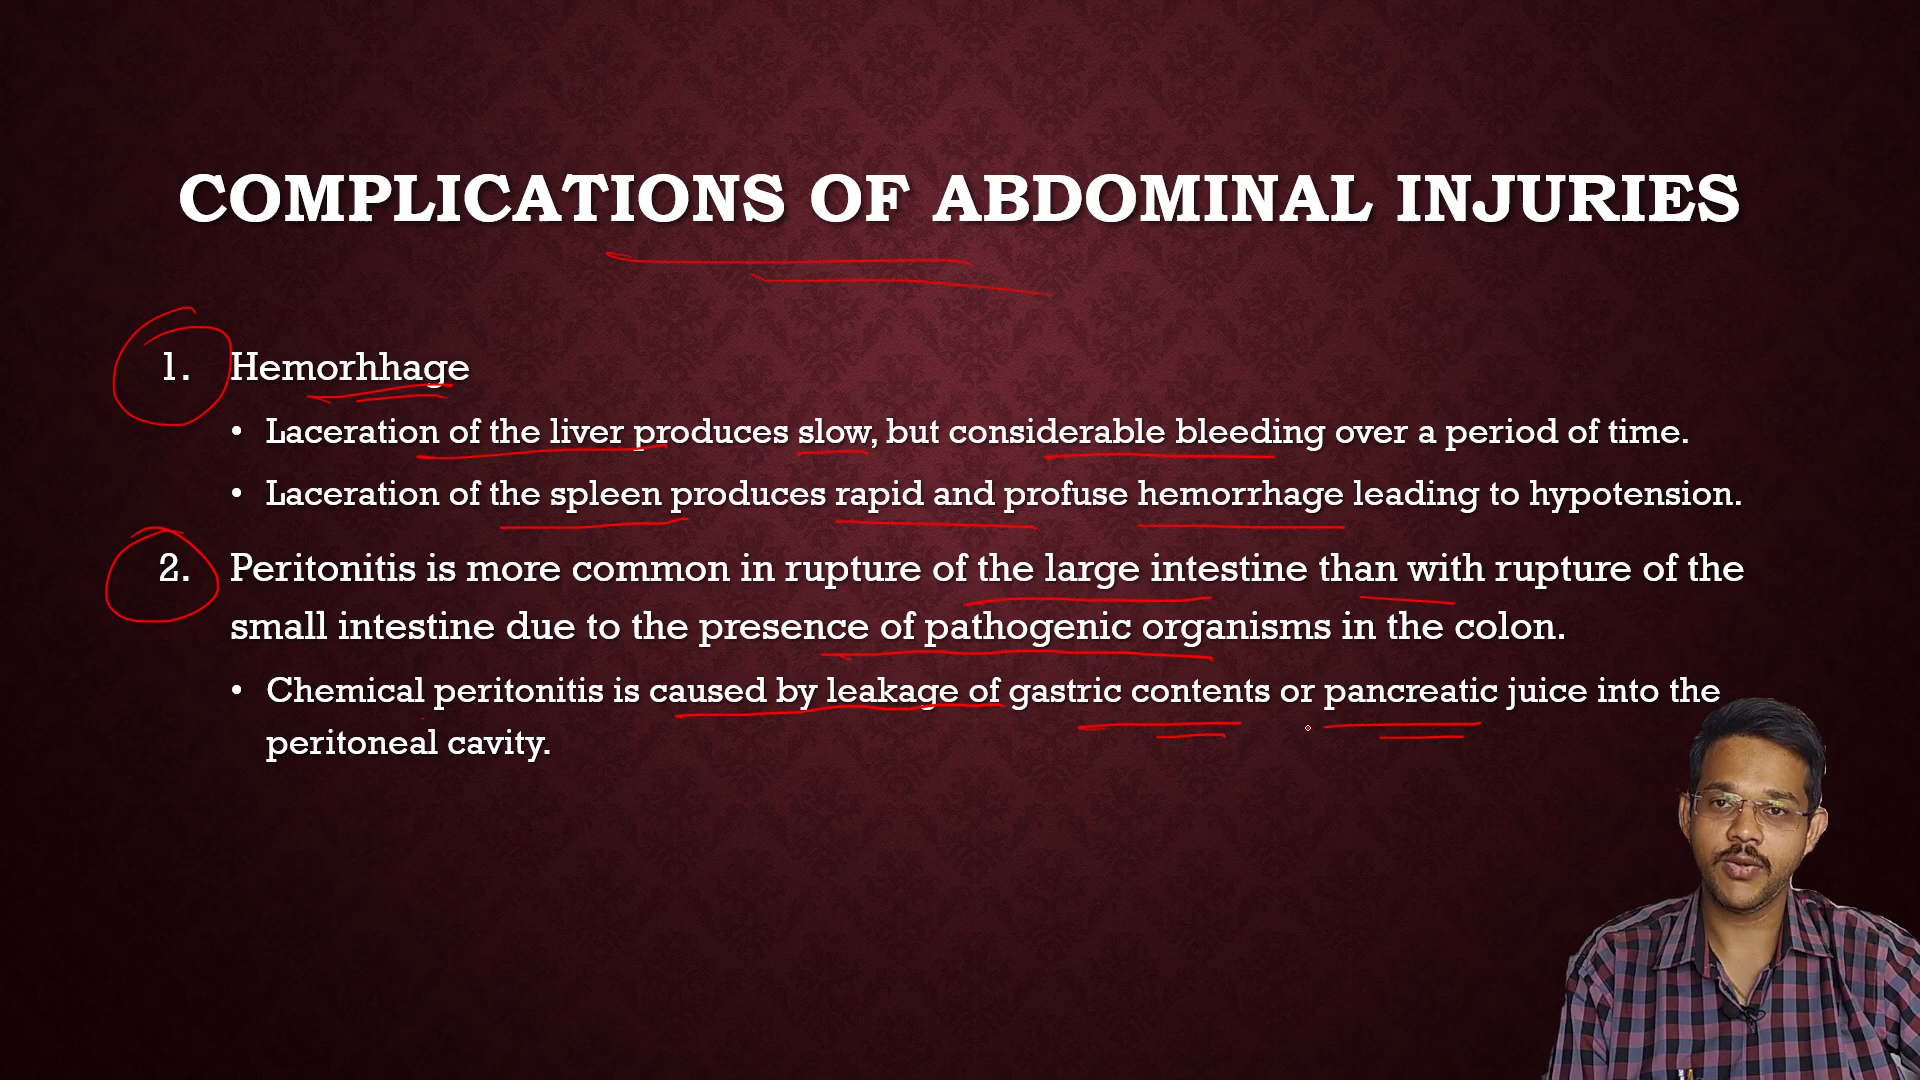 COMPLICATIONS OF ABDOMINAL INJURIES
1. Hemorhhage
• Laceration of the liver produces slow, but considerable bleeding over a period of time.
• Laceration of the spleen produces rapid and profuse hemorrhage leading to hypotension.
2. Peritonitis is more common in rupture of the large intestine than with rupture of the
small intestine due to the presence of pathogenic organisms in the colon.
• Chemical peritonitis is caused by leakage of gastric contents or pancreatic juice into the
peritoneal cavity.